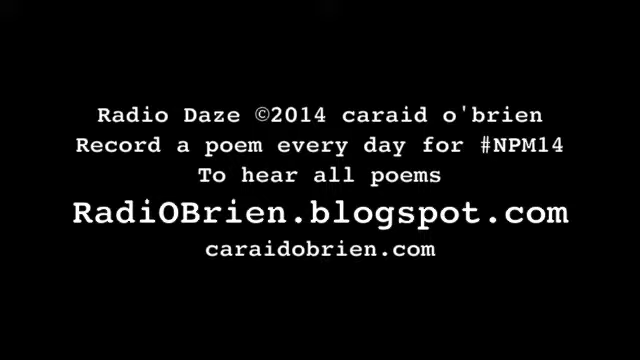 Radio Daze ©2014 caraid o'brien
Record a poem every day for #NPM14
To hear all poems
RadiOBrien.blogspot.com
caraidobrien.com